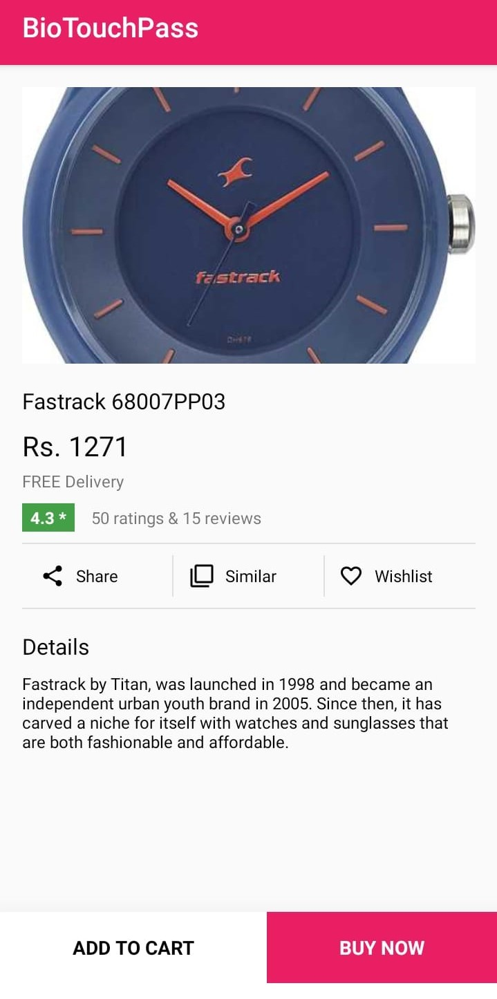 BioTouchPass
fastrack
Fastrack 68007PP03
Rs. 1271
FREE Delivery
4.3 *
50 ratings & 15 reviews
Share
Similar
Wishlist
Details
Fastrack by Titan, was launched in 1998 and became an
independent urban youth brand in 2005. Since then, it has
carved a niche for itself with watches and sunglasses that
are both fashionable and affordable.
ADD TO CART
BUY NOW